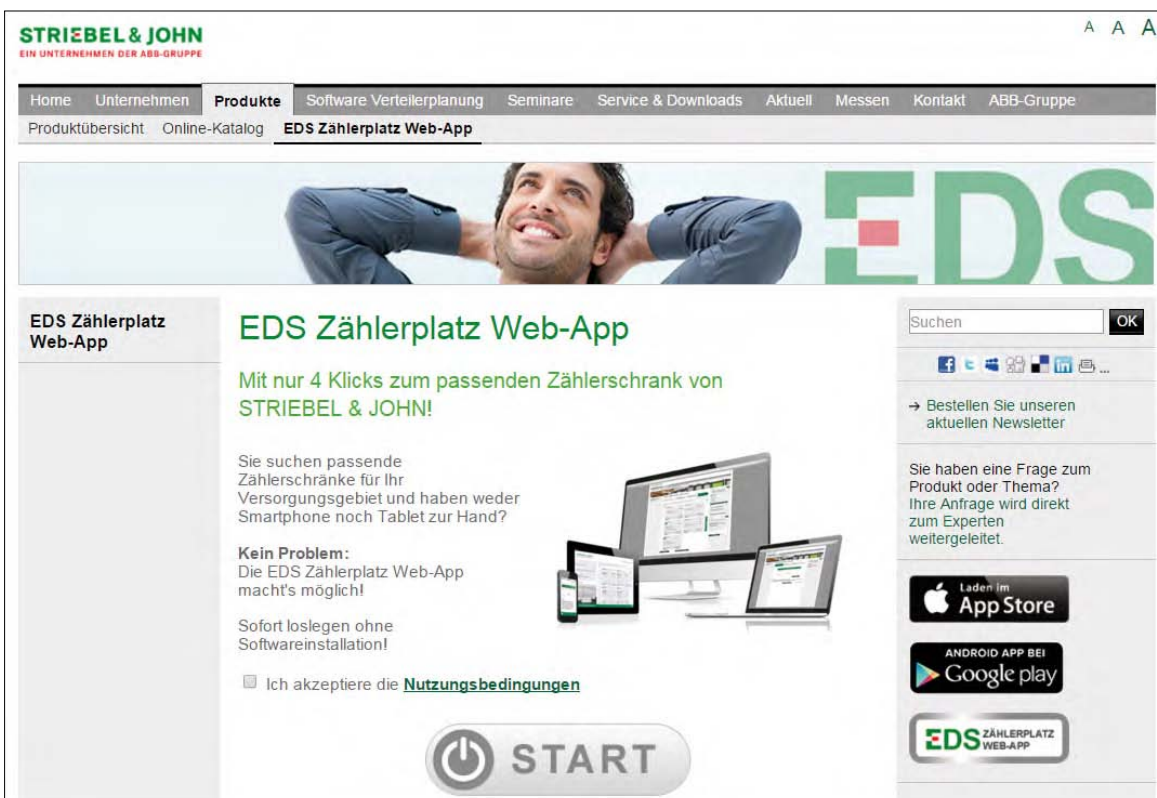 STRIEBEL & JOHN
EIN UNTERNEHMEN DER ABB-GRUPPE
A A A
Home Unternehmen Produkte Software Verteilerplanung Seminare Service & Downloads Aktuell Messen Kontakt ABB-Gruppe
Produktübersicht Online-Katalog EDS Zählerplatz Web-App
EDS
EDS Zählerplatz
Web-App
EDS Zählerplatz Web-App
Mit nur 4 Klicks zum passenden Zählerschrank von
STRIEBEL & JOHN!
Sie suchen passende
Zählerschränke für Ihr
Versorgungsgebiet und haben weder
Smartphone noch Tablet zur Hand?
Kein Problem:
Die EDS Zählerplatz Web-App
macht's möglich!
Sofort loslegen ohne
Softwareinstallation!
Ich akzeptiere die Nutzungsbedingungen
START
Suchen OK
...
→ Bestellen Sie unseren
aktuellen Newsletter
Sie haben eine Frage zum
Produkt oder Thema?
Ihre Anfrage wird direkt
zum Experten
weitergeleitet.
Laden im
App Store
ANDROID APP BEI
Google play
EDS ZÄHLERPLATZ
WEB-APP